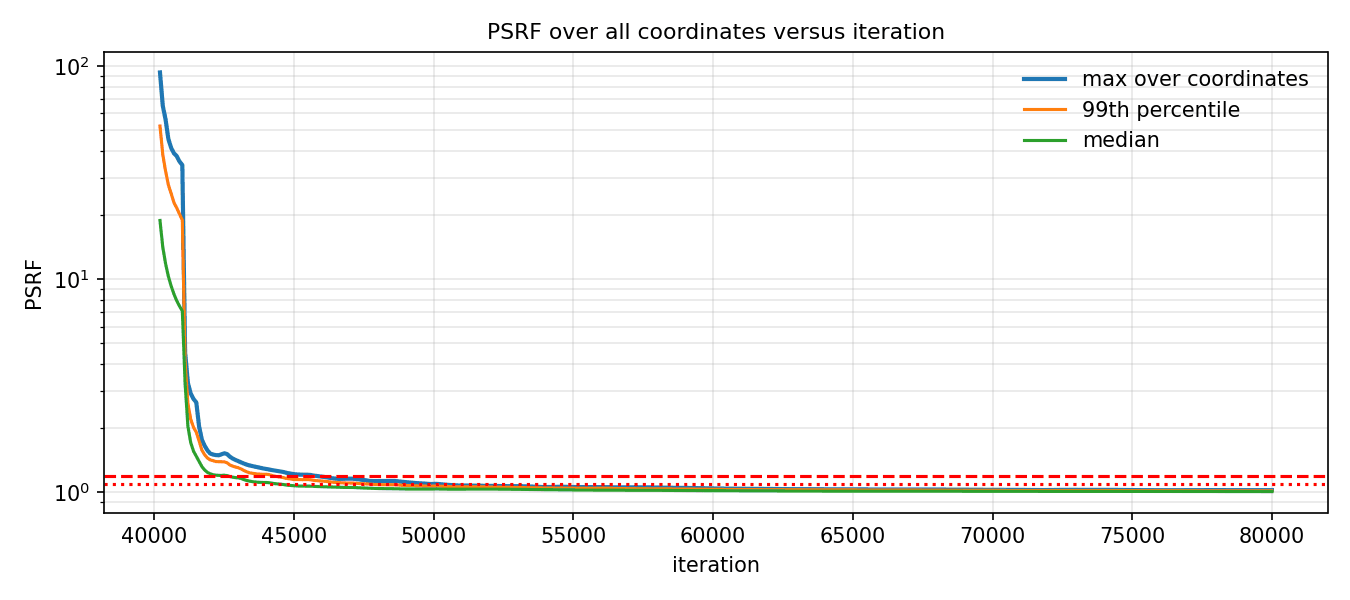 PSRF over all coordinates versus iteration
10²
10¹
10⁰
PSRF
max over coordinates
99th percentile
median
40000 45000 50000 55000 60000 65000 70000 75000 80000
iteration